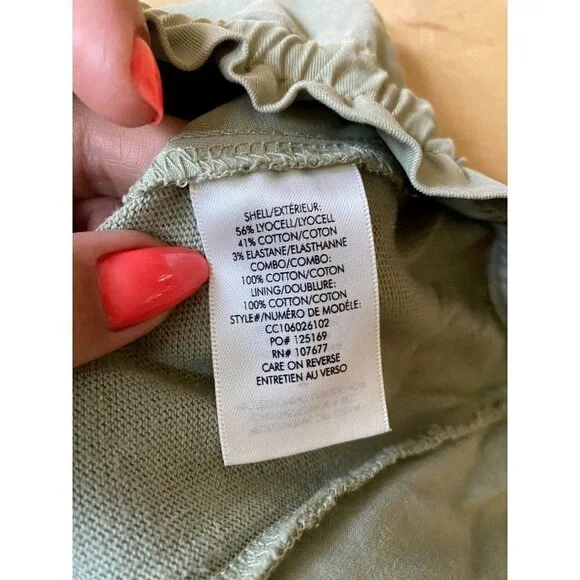 SHELL/EXTÉRIEUR:
56% LYOCELL/LYOCELL
41% COTTON/COTON
3% ELASTANE/ELASTHANNE
COMBO/COMBO:
100% COTTON/COTON
LINING/DOUBLURE:
100% COTTON/COTON
STYLE#/NUMÉRO DE MODÈLE:
CC106026102
PO# 125169
RN# 107677
CARE ON REVERSE
ENTRETIEN AU VERSO